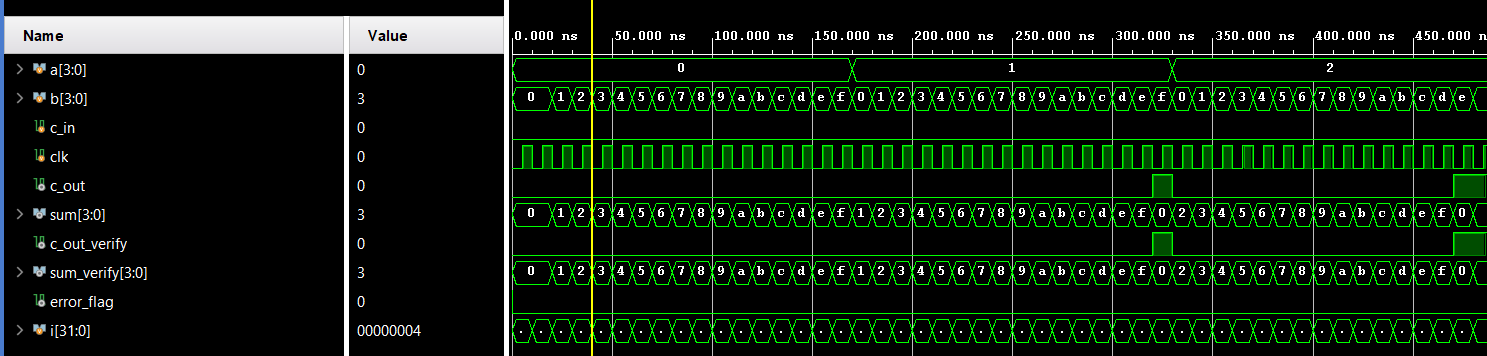 Name Value 0.000 ns 50.000 ns 100.000 ns 150.000 ns 200.000 ns 250.000 ns 300.000 ns 350.000 ns 400.000 ns 450.000 ns
a[3:0] 0 0 1 2
b[3:0] 3 0 1 2 3 4 5 6 7 8 9 a b c d e f 0 1 2 3 4 5 6 7 8 9 a b c d e f 0 1 2 3 4 5 6 7 8 9 a b c d e
c_in 0
clk 0
c_out 0
sum[3:0] 3 0 1 2 3 4 5 6 7 8 9 a b c d e f 1 2 3 4 5 6 7 8 9 a b c d e f 0 2 3 4 5 6 7 8 9 a b c d e f 0
c_out_verify 0
sum_verify[3:0] 3 0 1 2 3 4 5 6 7 8 9 a b c d e f 1 2 3 4 5 6 7 8 9 a b c d e f 0 2 3 4 5 6 7 8 9 a b c d e f 0
error_flag 0
i[31:0] 00000004